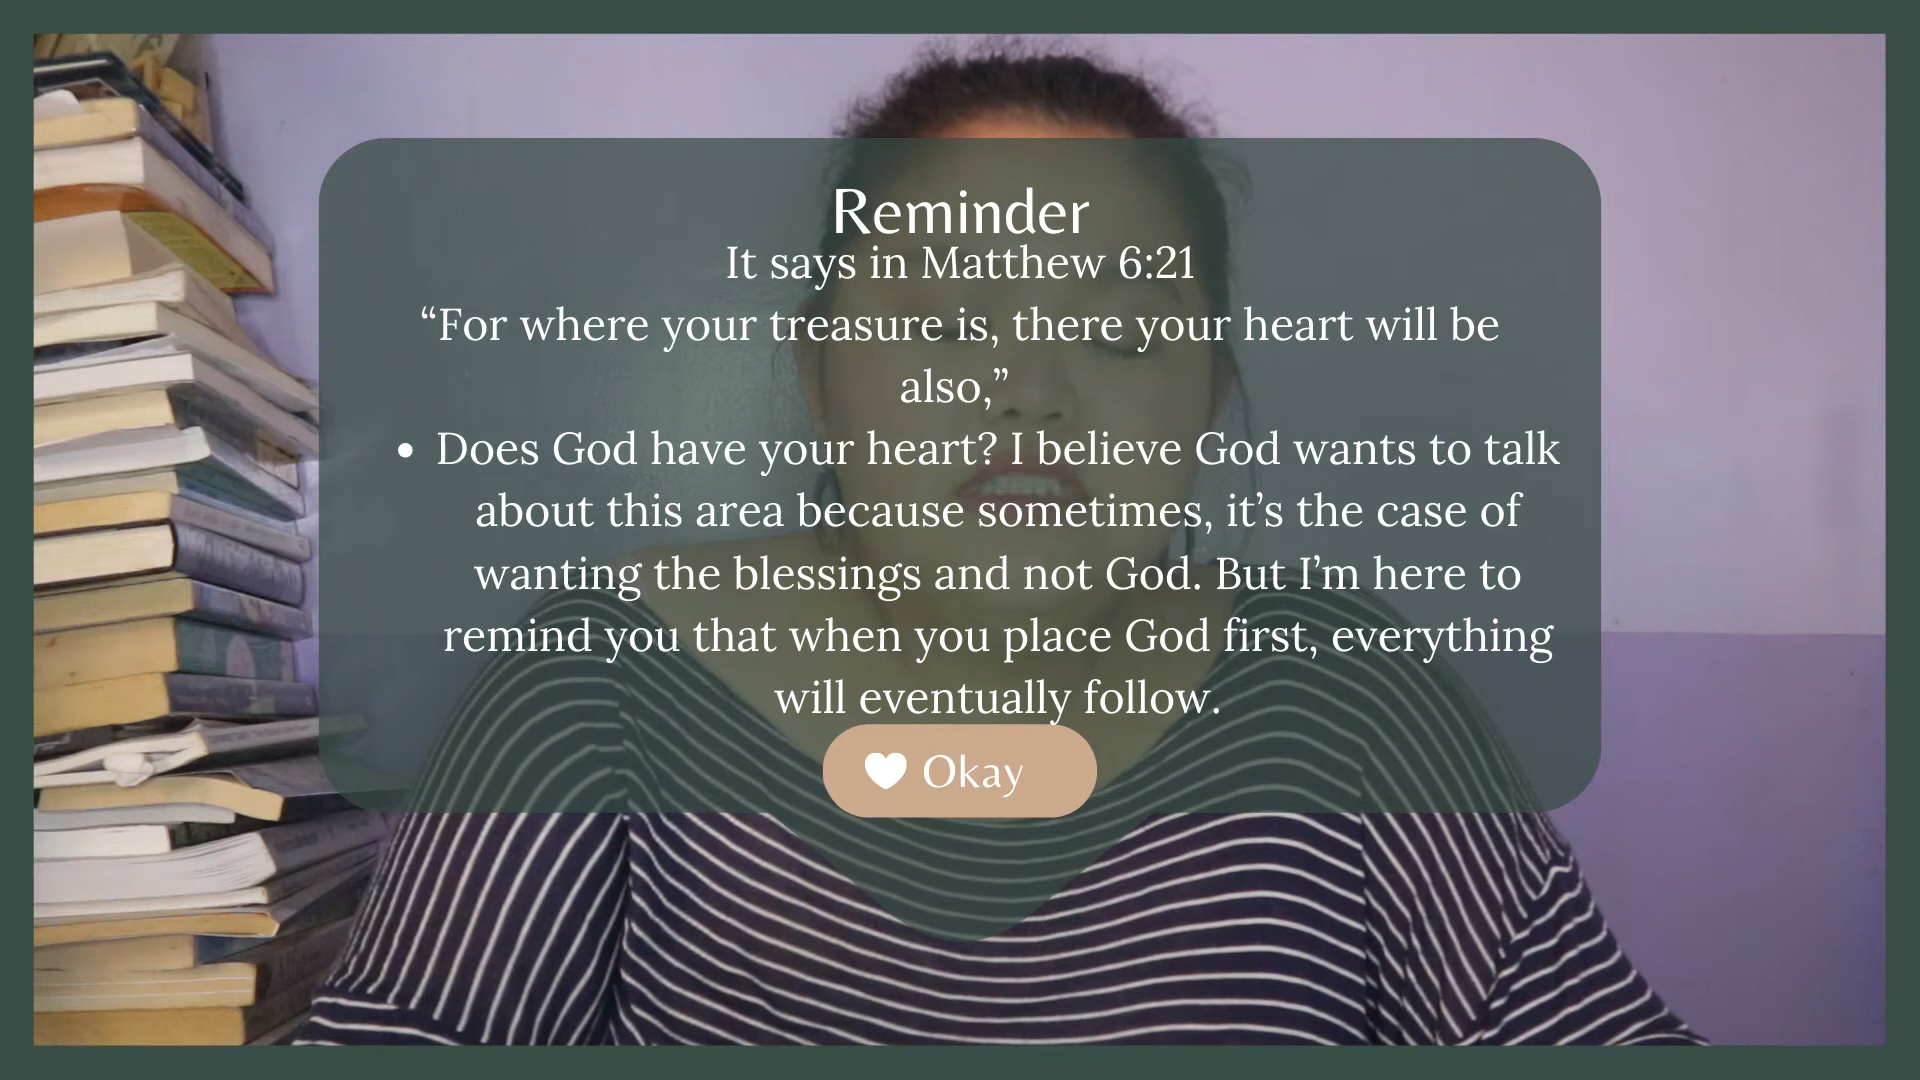 Reminder
It says in Matthew 6:21
“For where your treasure is, there your heart will be
also,”
• Does God have your heart? I believe God wants to talk
about this area because sometimes, it’s the case of
wanting the blessings and not God. But I’m here to
remind you that when you place God first, everything
will eventually follow.
Okay